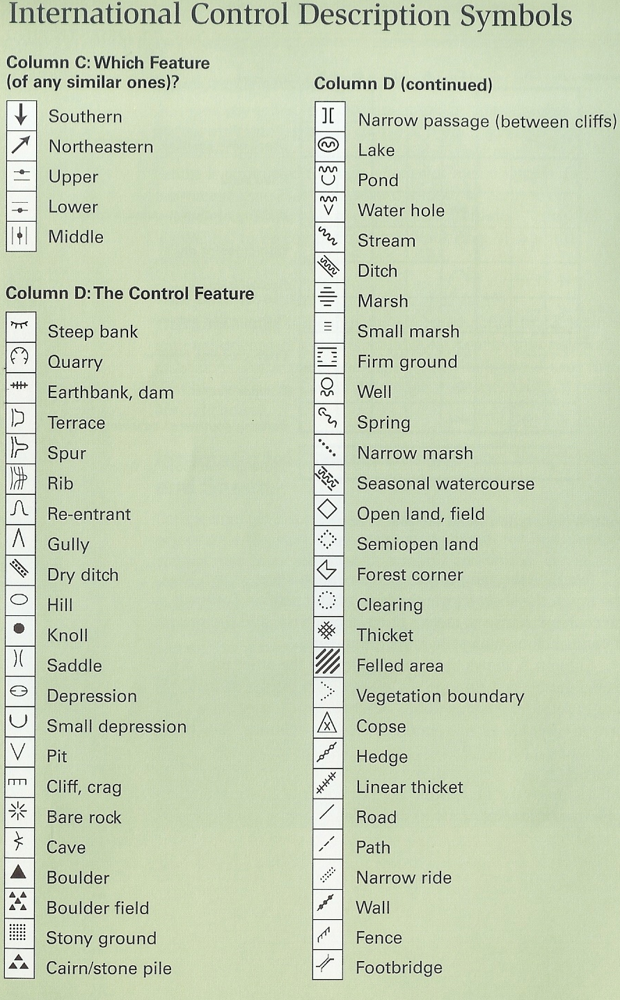 International Control Description Symbols
Column C: Which Feature
(of any similar ones)?
Southern
Northeastern
Upper
Lower
Middle
Column D: The Control Feature
Steep bank
Quarry
Earthbank, dam
Terrace
Spur
Rib
Re-entrant
Gully
Dry ditch
Hill
Knoll
Saddle
Depression
Small depression
Pit
Cliff, crag
Bare rock
Cave
Boulder
Boulder field
Stony ground
Cairn/stone pile
Column D (continued)
Narrow passage (between cliffs)
Lake
Pond
Water hole
Stream
Ditch
Marsh
Small marsh
Firm ground
Well
Spring
Narrow marsh
Seasonal watercourse
Open land, field
Semiopen land
Forest corner
Clearing
Thicket
Felled area
Vegetation boundary
Copse
Hedge
Linear thicket
Road
Path
Narrow ride
Wall
Fence
Footbridge